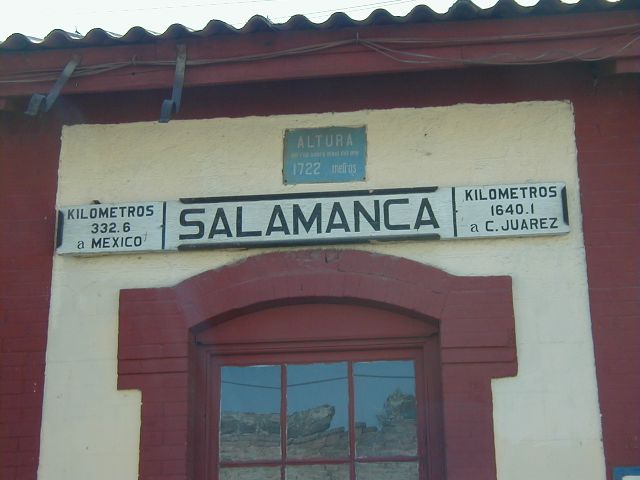 ALTURA
1722 metros
KILOMETROS
332.6
a MEXICO
SALAMANCA
KILOMETROS
1640.1
a C. JUAREZ